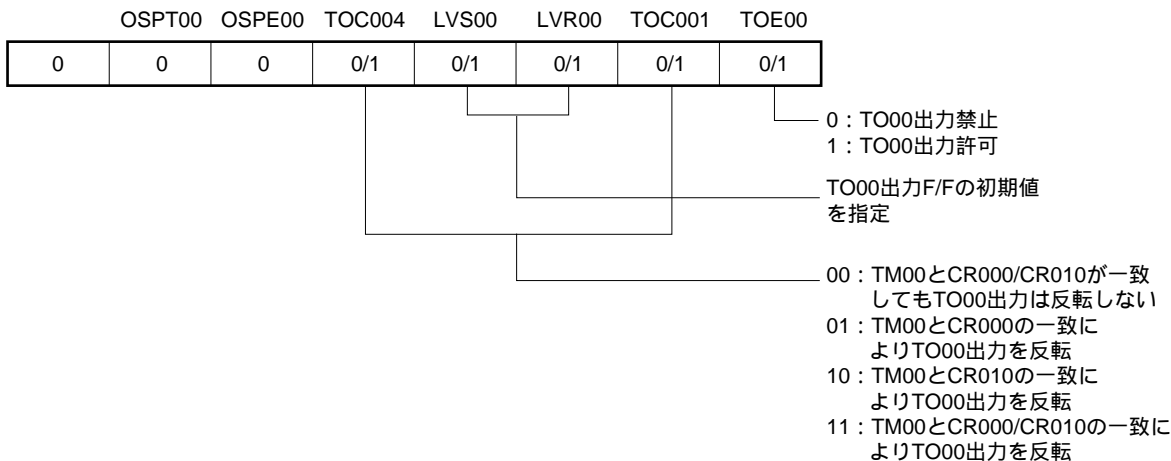 OSPT00 OSPE00 TOC004 LVS00 LVR00 TOC001 TOE00
0 0 0 0/1 0/1 0/1 0/1 0/1
0：TO00出力禁止
1：TO00出力許可
TO00出力F/Fの初期値
を指定
00：TM00とCR000/CR010が一致
してもTO00出力は反転しない
01：TM00とCR000の一致に
よりTO00出力を反転
10：TM00とCR010の一致に
よりTO00出力を反転
11：TM00とCR000/CR010の一致に
よりTO00出力を反転